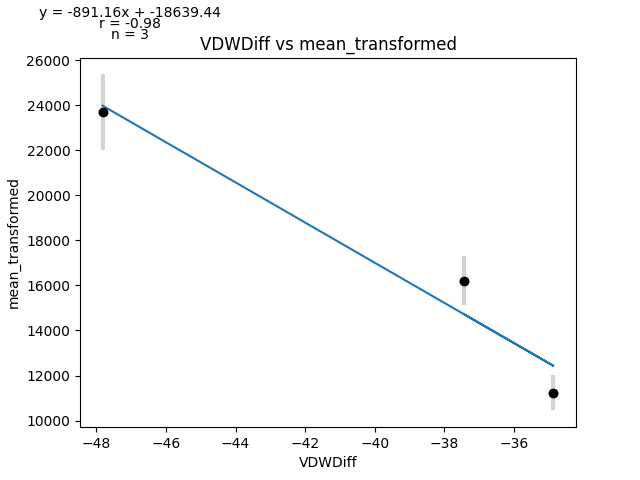 y = -891.16x + -18639.44
r = -0.98
n = 3
VDWDiff vs mean_transformed
26000
24000
22000
20000
18000
16000
14000
12000
10000
mean_transformed
−48
−46
−44
−42
−40
−38
−36
VDWDiff